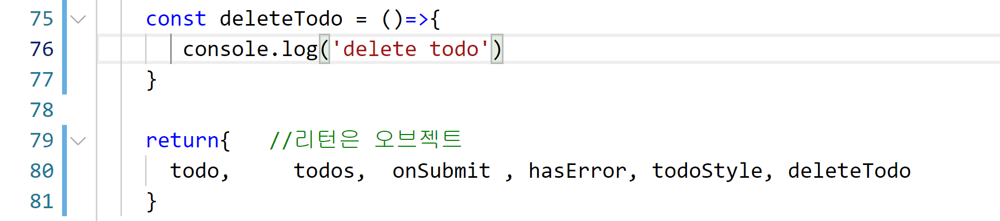 75 const deleteTodo = ()=>{
76 console.log('delete todo')
77 }
78
79 return{ //리턴은 오브젝트
80 todo, todos, onSubmit , hasError, todoStyle, deleteTodo
81 }